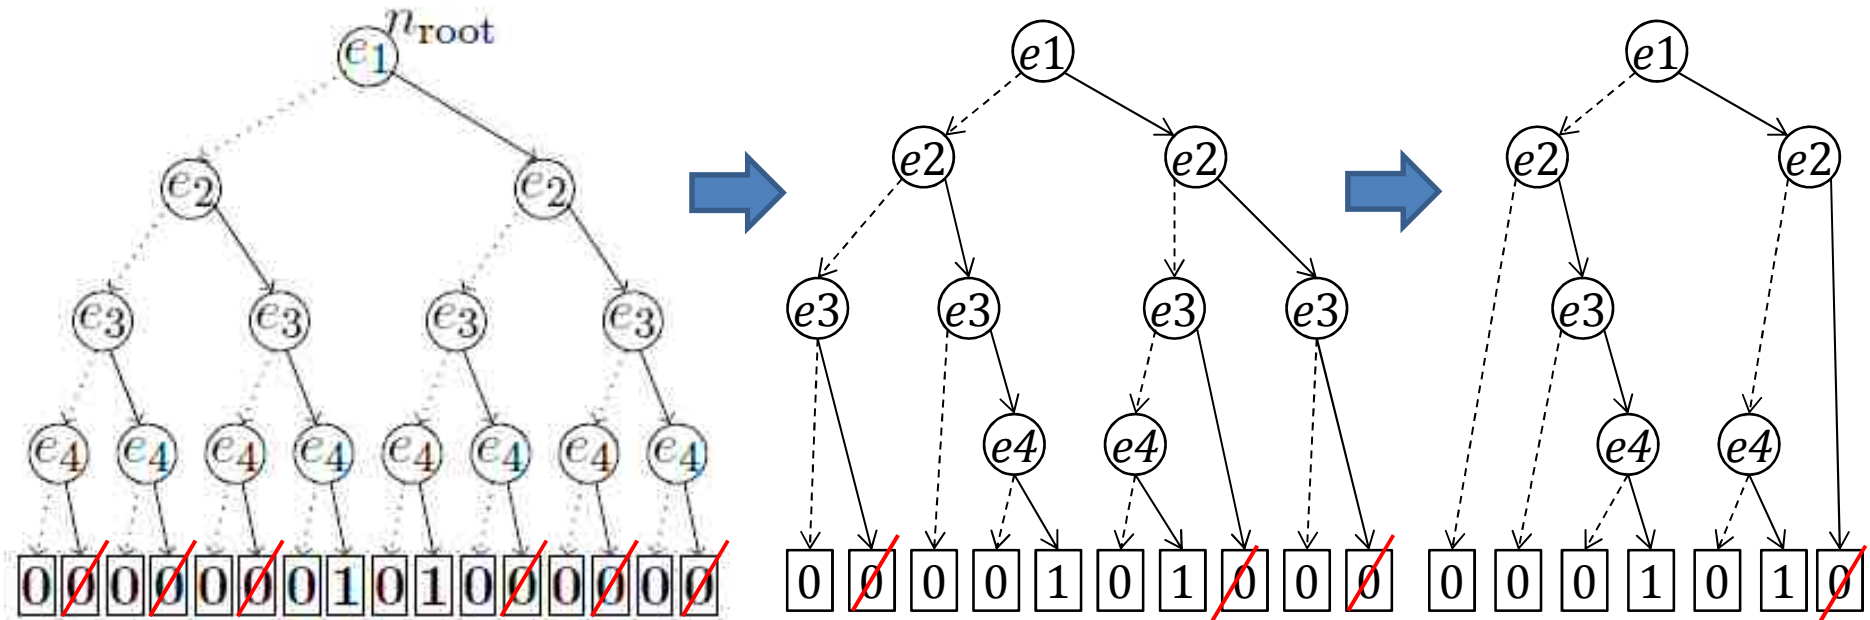 n_root
e1 e1 e1
e2 e2 e2 e2 e2 e2
e3 e3 e3 e3 e3 e3 e3 e3 e3
e4 e4 e4 e4 e4 e4 e4 e4 e4 e4 e4 e4
0 0 0 0 0 0 0 1 0 1 0 0 0 0 0 0 0 0 0 0 1 0 1 0 0 0 0 0 0 1 0 1 0